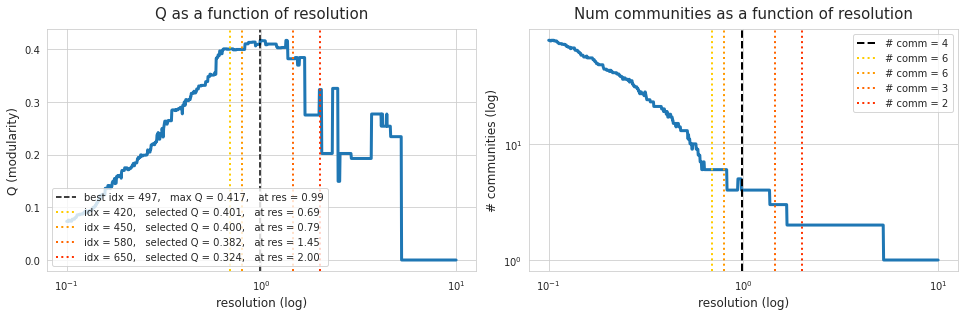 Q as a function of resolution
Q (modularity)
0.4
0.3
0.2
0.1
0.0
best idx = 497,   max Q = 0.417,   at res = 0.99
idx = 420,   selected Q = 0.401,   at res = 0.69
idx = 450,   selected Q = 0.400,   at res = 0.79
idx = 580,   selected Q = 0.382,   at res = 1.45
idx = 650,   selected Q = 0.324,   at res = 2.00
10⁻¹ 10⁰ 10¹
resolution (log)
Num communities as a function of resolution
# communities (log)
10¹
10⁰
# comm = 4
# comm = 6
# comm = 6
# comm = 3
# comm = 2
10⁻¹ 10⁰ 10¹
resolution (log)